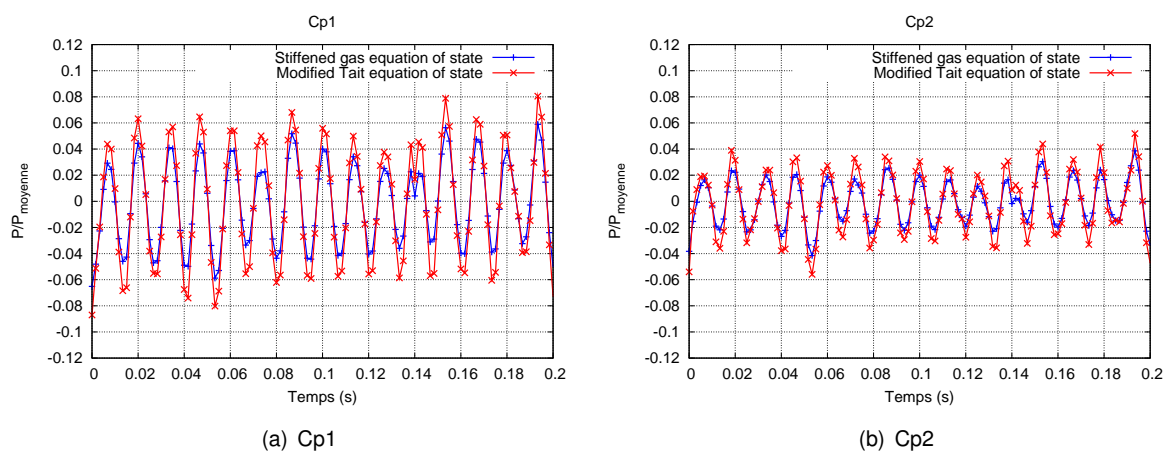 Cp1
0.12
0.1
0.08
0.06
0.04
0.02
0
-0.02
-0.04
-0.06
-0.08
-0.1
-0.12
P/Pmoyenne
Stiffened gas equation of state
Modified Tait equation of state
0 0.02 0.04 0.06 0.08 0.1 0.12 0.14 0.16 0.18 0.2
Temps (s)
(a) Cp1
Cp2
0.12
0.1
0.08
0.06
0.04
0.02
0
-0.02
-0.04
-0.06
-0.08
-0.1
-0.12
P/Pmoyenne
Stiffened gas equation of state
Modified Tait equation of state
0 0.02 0.04 0.06 0.08 0.1 0.12 0.14 0.16 0.18 0.2
Temps (s)
(b) Cp2